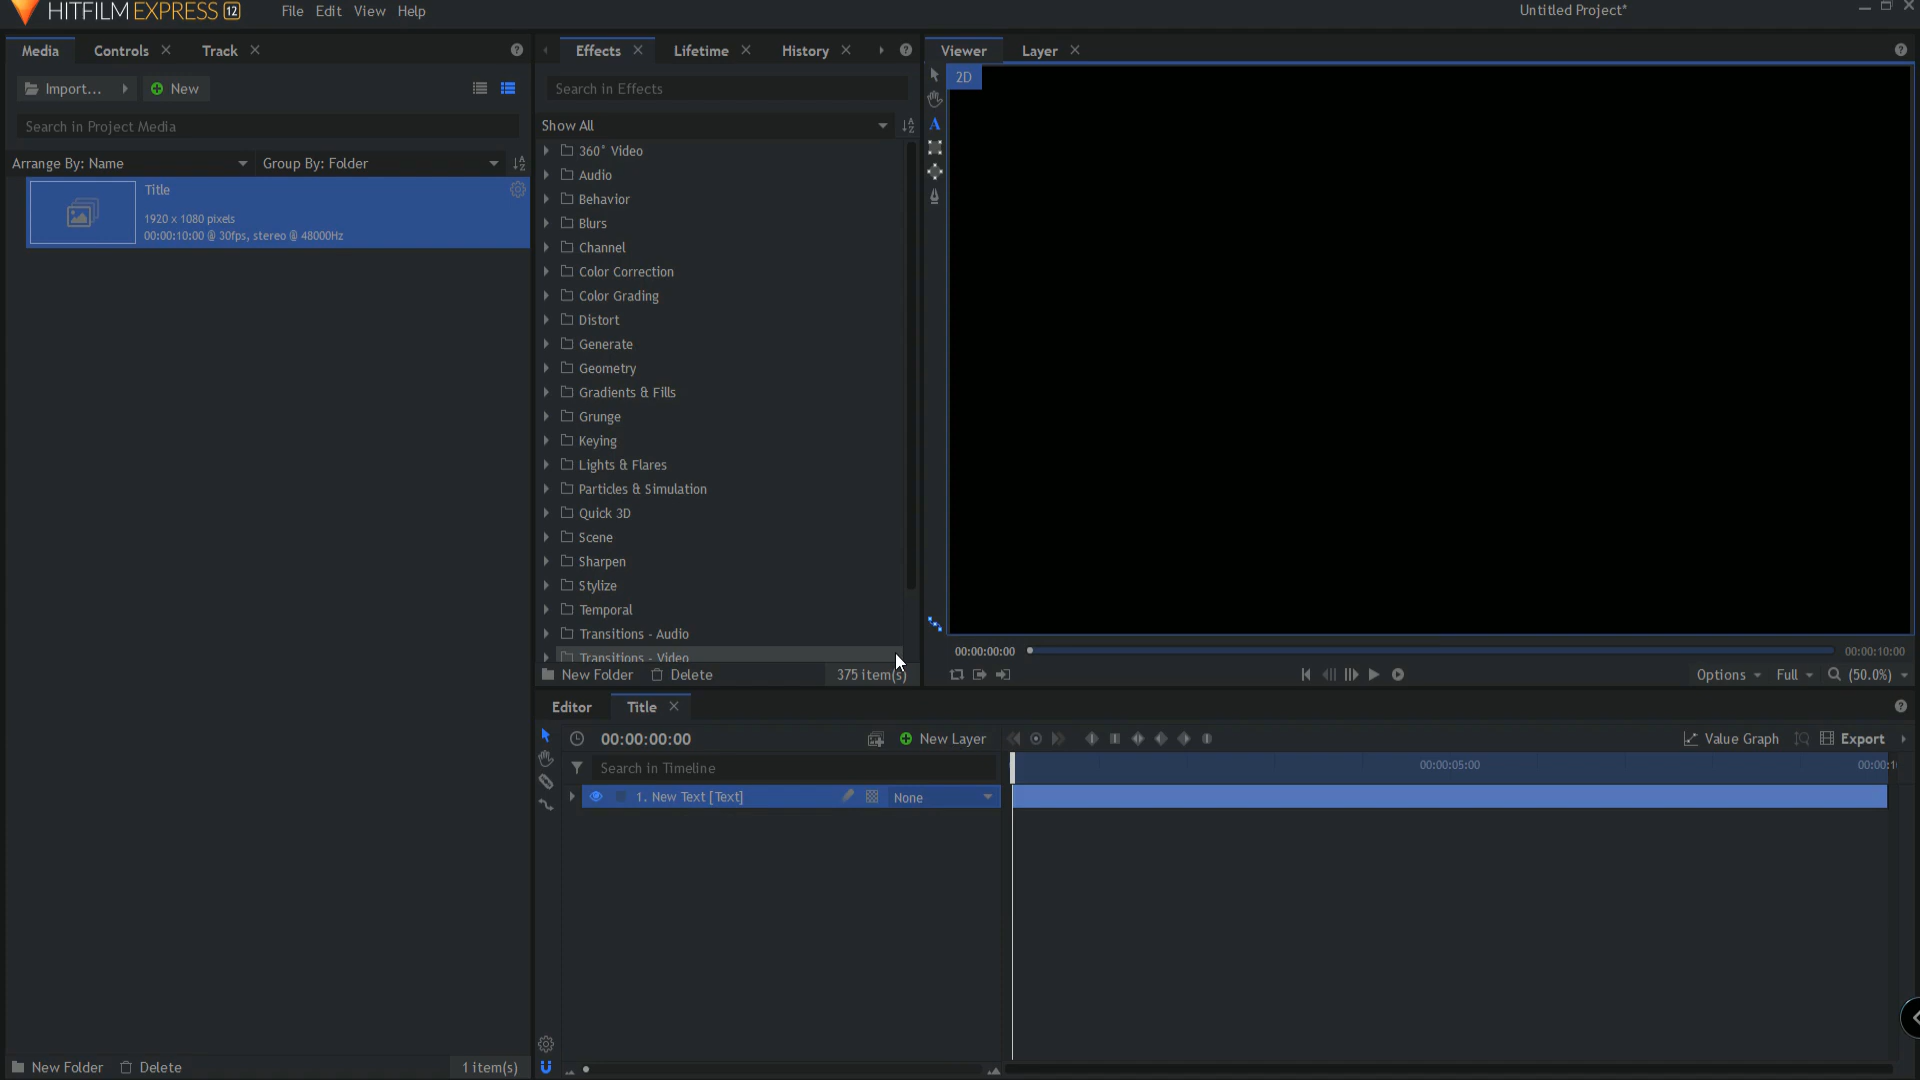 HITFILM EXPRESS 12
File Edit View Help
Untitled Project*
Media Controls Track
Import... New
Search in Project Media
Arrange By: Name Group By: Folder
Title
1920 x 1080 pixels
00:00:10:00 @ 30fps, stereo @ 48000Hz
New Folder Delete 1 item(s)
Effects Lifetime History
Search in Effects
Show All
360° Video
Audio
Behavior
Blurs
Channel
Color Correction
Color Grading
Distort
Generate
Geometry
Gradients & Fills
Grunge
Keying
Lights & Flares
Particles & Simulation
Quick 3D
Scene
Sharpen
Stylize
Temporal
Transitions - Audio
Transitions - Video
New Folder Delete 375 item(s)
Viewer Layer
2D
00:00:00:00 00:00:10:00
Options Full (50.0%)
Editor Title
00:00:00:00 New Layer Value Graph Export
Search in Timeline 00:00:05:00 00:00:1
1. New Text [Text] None